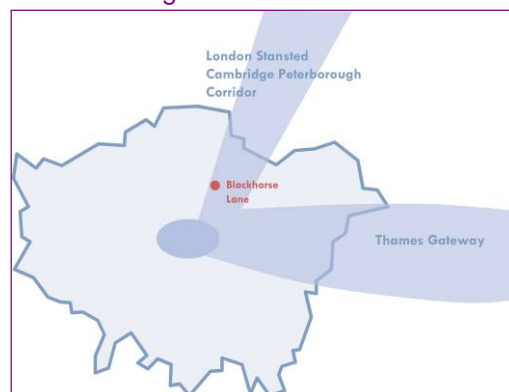 London Stansted
Cambridge Peterborough
Corridor
Blackhorse
Lane
Thames Gateway